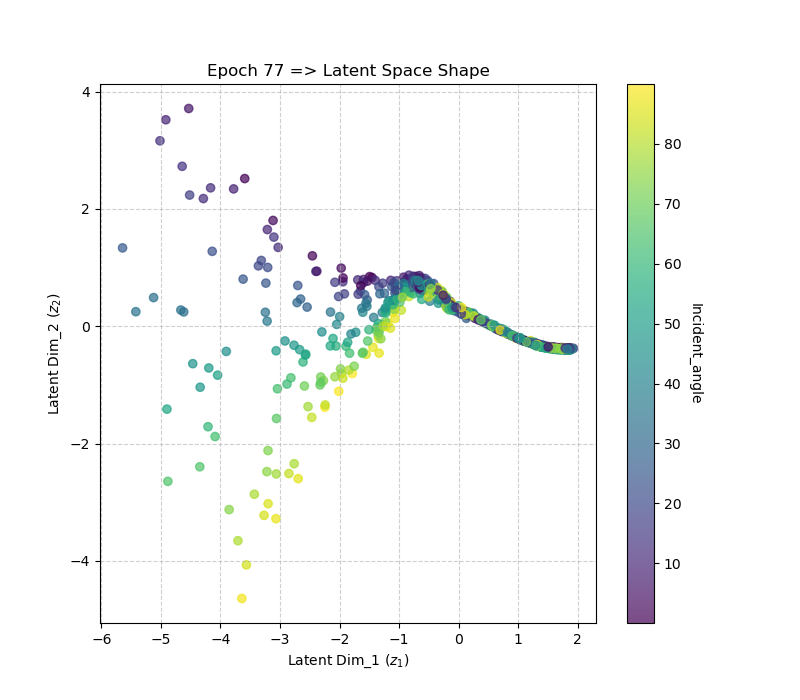 Epoch 77 => Latent Space Shape
4
2
0
−2
−4
Latent Dim_2 (z₂)
−6 −5 −4 −3 −2 −1 0 1 2
Latent Dim_1 (z₁)
80
70
60
50
40
30
20
10
Incident_angle